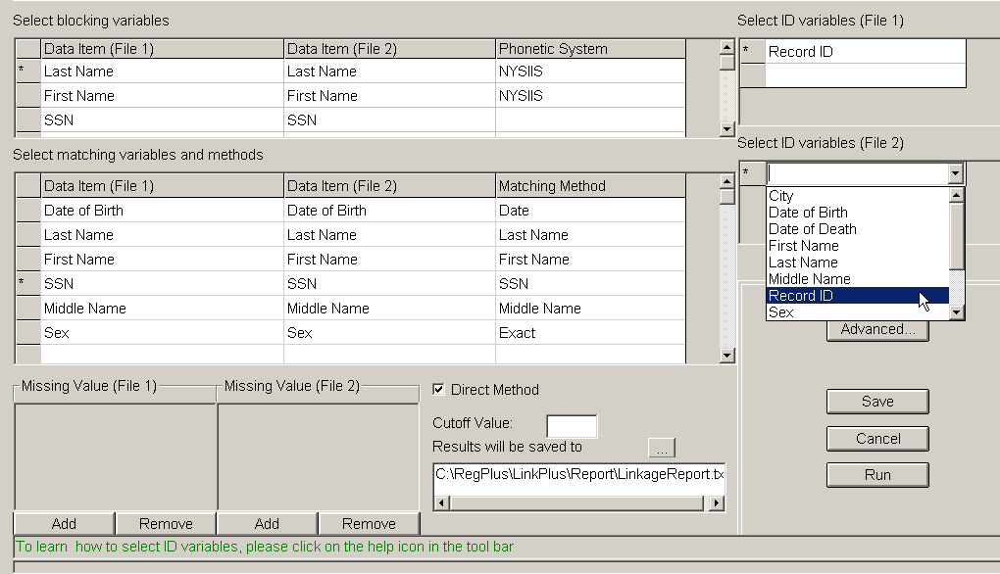 Select blocking variables
Data Item (File 1) Data Item (File 2) Phonetic System
* Last Name Last Name NYSIIS
First Name First Name NYSIIS
SSN SSN
Select matching variables and methods
Data Item (File 1) Data Item (File 2) Matching Method
Date of Birth Date of Birth Date
Last Name Last Name Last Name
First Name First Name First Name
* SSN SSN SSN
Middle Name Middle Name Middle Name
Sex Sex Exact
Missing Value (File 1) Missing Value (File 2)
Add Remove Add Remove
Direct Method
Cutoff Value:
Results will be saved to ...
C:\RegPlus\LinkPlus\Report\LinkageReport.tx
Select ID variables (File 1)
* Record ID
Select ID variables (File 2)
*
City
Date of Birth
Date of Death
First Name
Last Name
Middle Name
Record ID
Sex
Advanced...
Save
Cancel
Run
To learn how to select ID variables, please click on the help icon in the tool bar